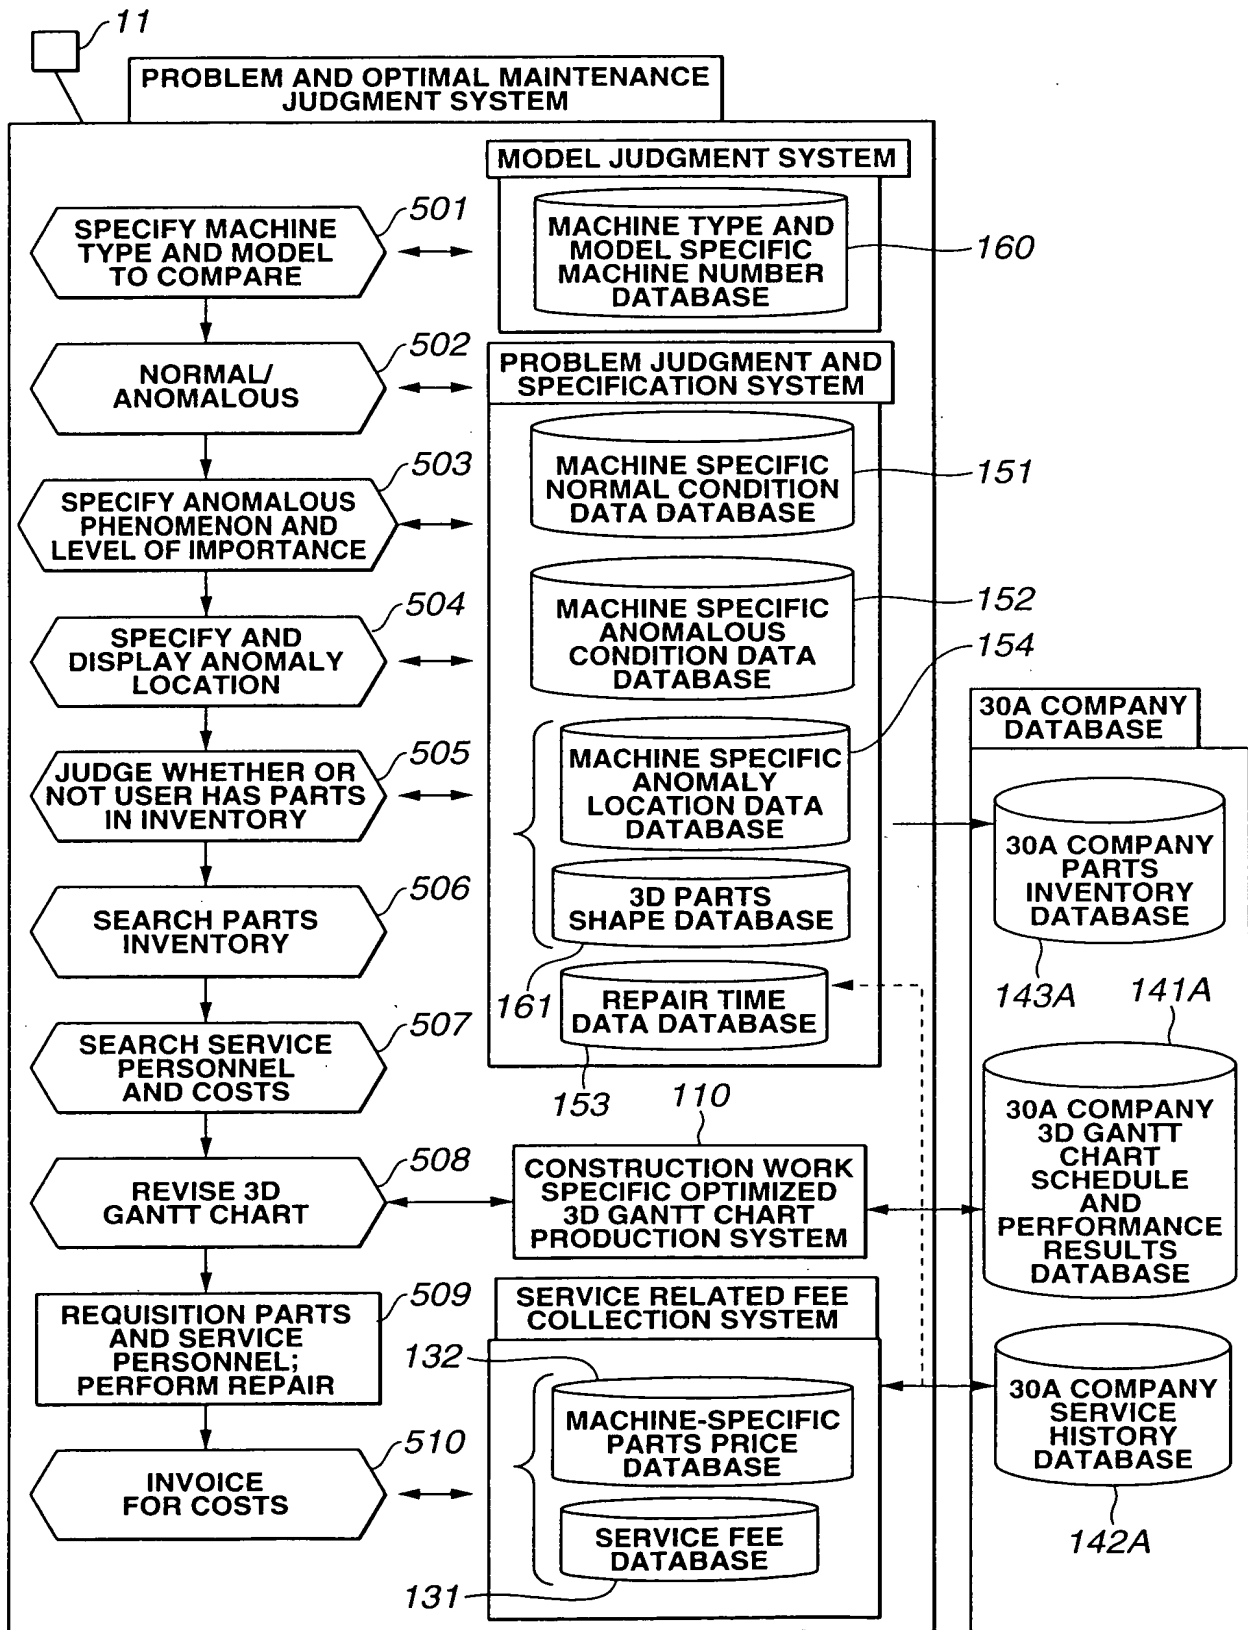 11
PROBLEM AND OPTIMAL MAINTENANCE
JUDGMENT SYSTEM
MODEL JUDGMENT SYSTEM
SPECIFY MACHINE
TYPE AND MODEL
TO COMPARE
501
MACHINE TYPE AND
MODEL SPECIFIC
MACHINE NUMBER
DATABASE
160
NORMAL/
ANOMALOUS
502
PROBLEM JUDGMENT AND
SPECIFICATION SYSTEM
SPECIFY ANOMALOUS
PHENOMENON AND
LEVEL OF IMPORTANCE
503
MACHINE SPECIFIC
NORMAL CONDITION
DATA DATABASE
151
SPECIFY AND
DISPLAY ANOMALY
LOCATION
504
MACHINE SPECIFIC
ANOMALOUS
CONDITION DATA
DATABASE
152
154
JUDGE WHETHER OR
NOT USER HAS PARTS
IN INVENTORY
505
MACHINE SPECIFIC
ANOMALY
LOCATION DATA
DATABASE
30A COMPANY
DATABASE
30A COMPANY
PARTS
INVENTORY
DATABASE
143A
SEARCH PARTS
INVENTORY
506
3D PARTS
SHAPE DATABASE
161
REPAIR TIME
DATA DATABASE
153
141A
SEARCH SERVICE
PERSONNEL
AND COSTS
507
110
REVISE 3D
GANTT CHART
508
CONSTRUCTION WORK
SPECIFIC OPTIMIZED
3D GANTT CHART
PRODUCTION SYSTEM
30A COMPANY
3D GANTT
CHART
SCHEDULE
AND
PERFORMANCE
RESULTS
DATABASE
REQUISITION PARTS
AND SERVICE
PERSONNEL;
PERFORM REPAIR
509
SERVICE RELATED FEE
COLLECTION SYSTEM
132
MACHINE-SPECIFIC
PARTS PRICE
DATABASE
30A COMPANY
SERVICE
HISTORY
DATABASE
142A
INVOICE
FOR COSTS
510
SERVICE FEE
DATABASE
131